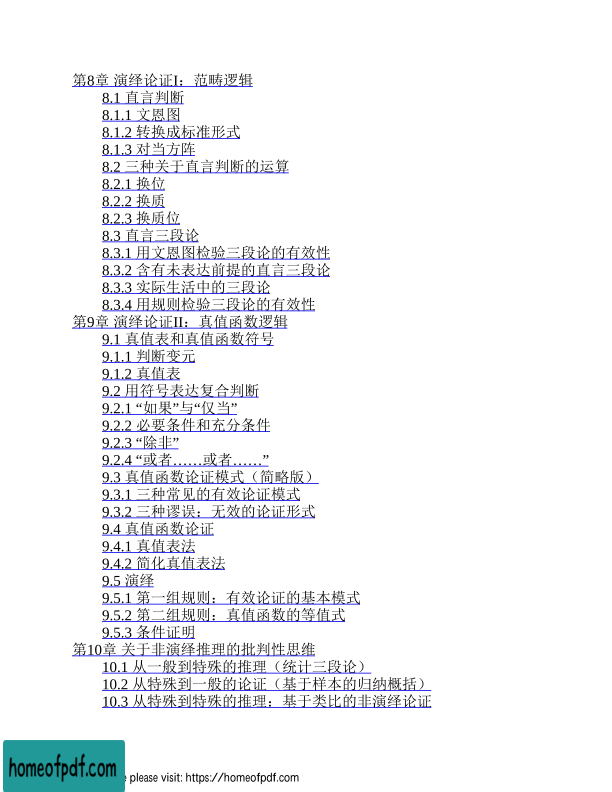 第8章 演绎论证I：范畴逻辑
8.1 直言判断
8.1.1 文恩图
8.1.2 转换成标准形式
8.1.3 对当方阵
8.2 三种关于直言判断的运算
8.2.1 换位
8.2.2 换质
8.2.3 换质位
8.3 直言三段论
8.3.1 用文恩图检验三段论的有效性
8.3.2 含有未表达前提的直言三段论
8.3.3 实际生活中的三段论
8.3.4 用规则检验三段论的有效性
第9章 演绎论证II：真值函数逻辑
9.1 真值表和真值函数符号
9.1.1 判断变元
9.1.2 真值表
9.2 用符号表达复合判断
9.2.1 “如果”与“仅当”
9.2.2 必要条件和充分条件
9.2.3 “除非”
9.2.4 “或者……或者……”
9.3 真值函数论证模式（简略版）
9.3.1 三种常见的有效论证模式
9.3.2 三种谬误：无效的论证形式
9.4 真值函数论证
9.4.1 真值表法
9.4.2 简化真值表法
9.5 演绎
9.5.1 第一组规则：有效论证的基本模式
9.5.2 第二组规则：真值函数的等值式
9.5.3 条件证明
第10章 关于非演绎推理的批判性思维
10.1 从一般到特殊的推理（统计三段论）
10.2 从特殊到一般的论证（基于样本的归纳概括）
10.3 从特殊到特殊的推理：基于类比的非演绎论证
homeofpdf.com
e please visit: https://homeofpdf.com